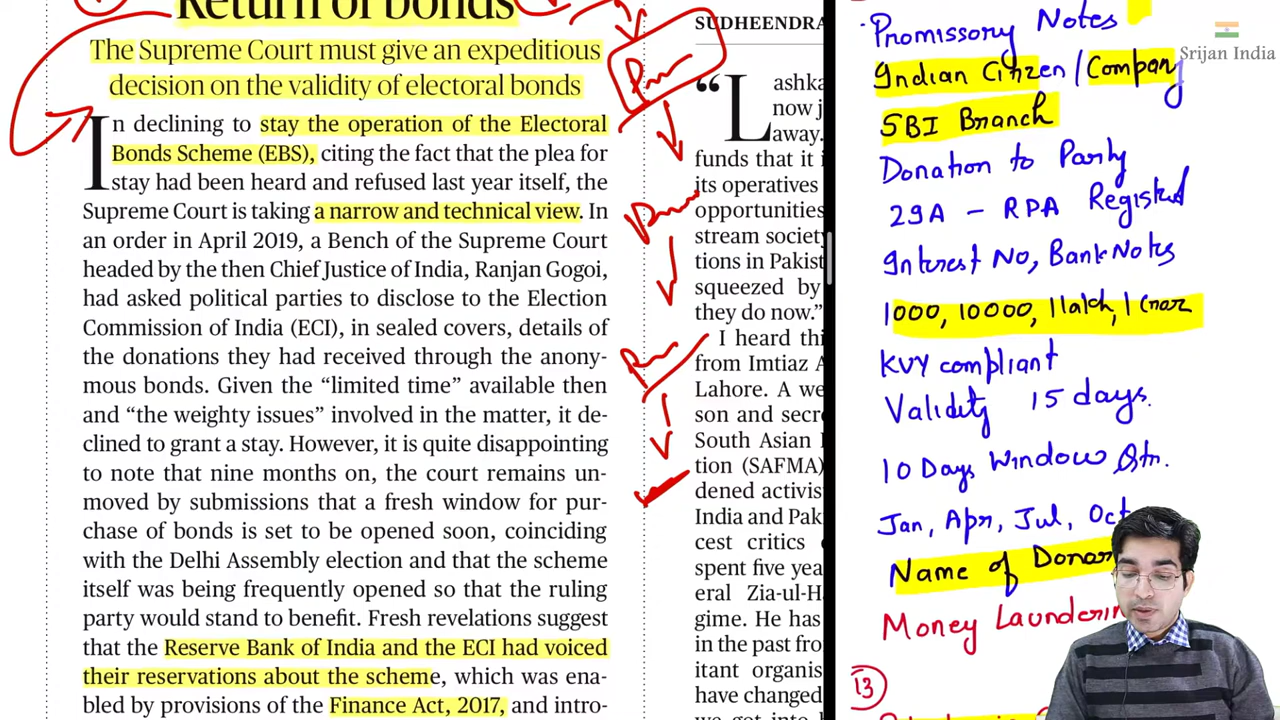 Return of bonds
The Supreme Court must give an expeditious
decision on the validity of electoral bonds
In declining to stay the operation of the Electoral
Bonds Scheme (EBS), citing the fact that the plea for
stay had been heard and refused last year itself, the
Supreme Court is taking a narrow and technical view. In
an order in April 2019, a Bench of the Supreme Court
headed by the then Chief Justice of India, Ranjan Gogoi,
had asked political parties to disclose to the Election
Commission of India (ECI), in sealed covers, details of
the donations they had received through the anony-
mous bonds. Given the “limited time” available then
and “the weighty issues” involved in the matter, it de-
clined to grant a stay. However, it is quite disappointing
to note that nine months on, the court remains un-
moved by submissions that a fresh window for pur-
chase of bonds is set to be opened soon, coinciding
with the Delhi Assembly election and that the scheme
itself was being frequently opened so that the ruling
party would stand to benefit. Fresh revelations suggest
that the Reserve Bank of India and the ECI had voiced
their reservations about the scheme, which was ena-
bled by provisions of the Finance Act, 2017, and intro-
SUDHEENDRA
“Lashka
now j
away.
funds that it i
its operatives
opportunities
stream society
tions in Pakist
squeezed by
they do now.”
I heard thi
from Imtiaz A
Lahore. A we
son and secre
South Asian
tion (SAFMA)
dened activis
India and Pak
cest critics
spent five yea
eral Zia-ul-H
gime. He has
in the past fro
itant organis
have changed
we got into
Promissory Notes
Indian Citizen / Company
SBI Branch
Donation to Party
29A - RPA Registed
Interest No, Bank Notes
1000, 10000, 1 lakh, 1 Cror
KVY compliant
Validity 15 days.
10 Days Window Qtr.
Jan, Apr, Jul, Oct
Name of Donar
Money Launderin
13
Srijan India